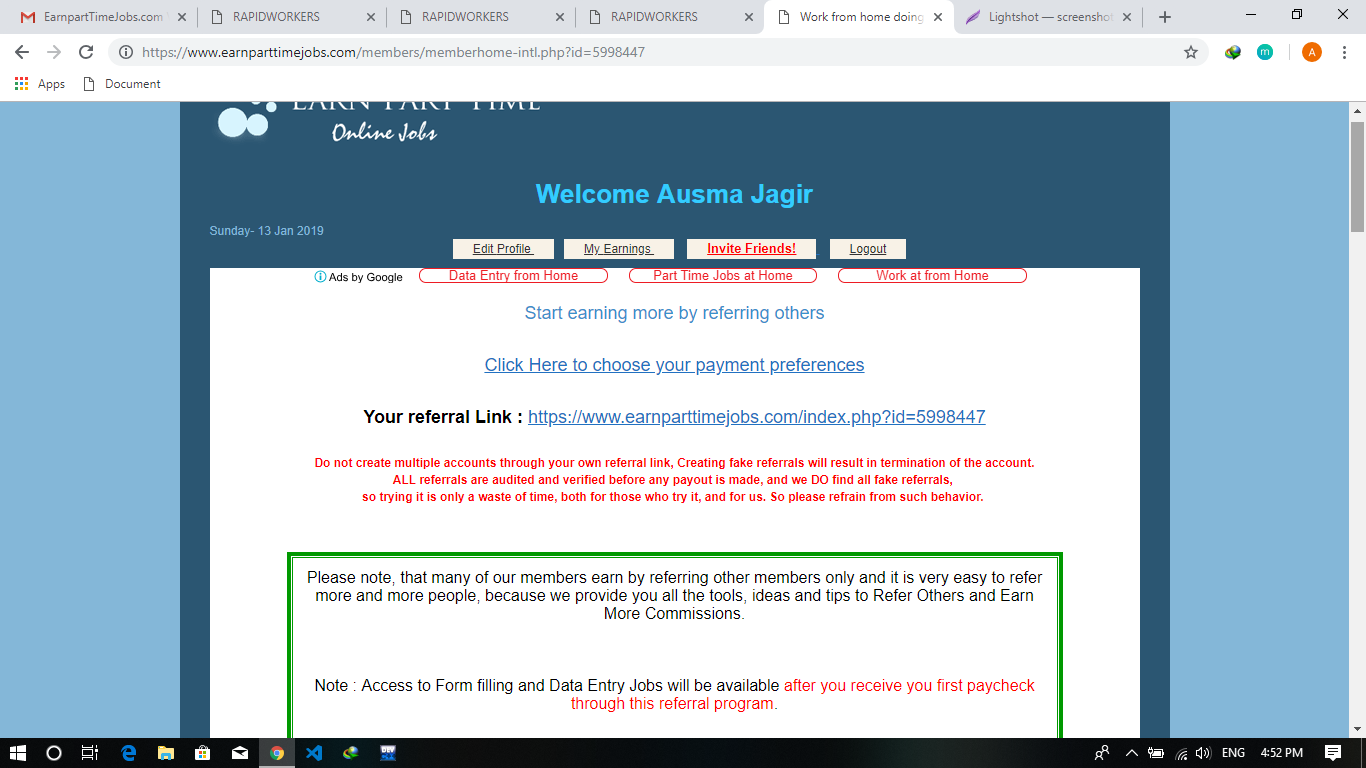 EarnpartTimeJobs.com
RAPIDWORKERS
RAPIDWORKERS
RAPIDWORKERS
Work from home doing
Lightshot — screenshot
https://www.earnparttimejobs.com/members/memberhome-intl.php?id=5998447
m
A
Apps
Document
EARN PART TIME
Online Jobs
Welcome Ausma Jagir
Sunday- 13 Jan 2019
Edit Profile
My Earnings
Invite Friends!
Logout
Ads by Google
Data Entry from Home
Part Time Jobs at Home
Work at from Home
Start earning more by referring others
Click Here to choose your payment preferences
Your referral Link : https://www.earnparttimejobs.com/index.php?id=5998447
Do not create multiple accounts through your own referral link, Creating fake referrals will result in termination of the account.
ALL referrals are audited and verified before any payout is made, and we DO find all fake referrals,
so trying it is only a waste of time, both for those who try it, and for us. So please refrain from such behavior.
Please note, that many of our members earn by referring other members only and it is very easy to refer
more and more people, because we provide you all the tools, ideas and tips to Refer Others and Earn
More Commissions.
Note : Access to Form filling and Data Entry Jobs will be available after you receive you first paycheck
through this referral program.
DEV
ENG
4:52 PM